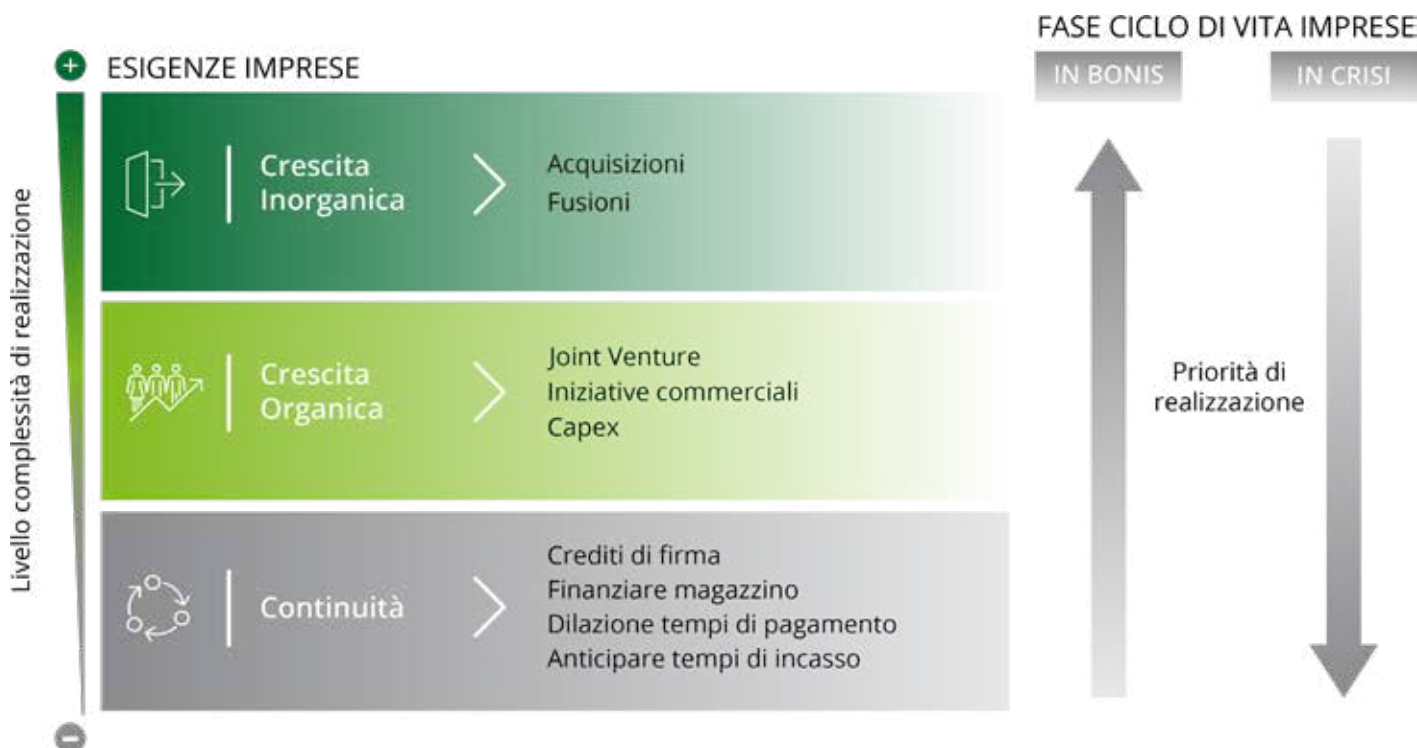 FASE CICLO DI VITA IMPRESE
IN BONIS
IN CRISI
+
ESIGENZE IMPRESE
Livello complessità di realizzazione
Crescita
Inorganica
Acquisizioni
Fusioni
Crescita
Organica
Joint Venture
Iniziative commerciali
Capex
Priorità di
realizzazione
Continuità
Crediti di firma
Finanziare magazzino
Dilazione tempi di pagamento
Anticipare tempi di incasso
-